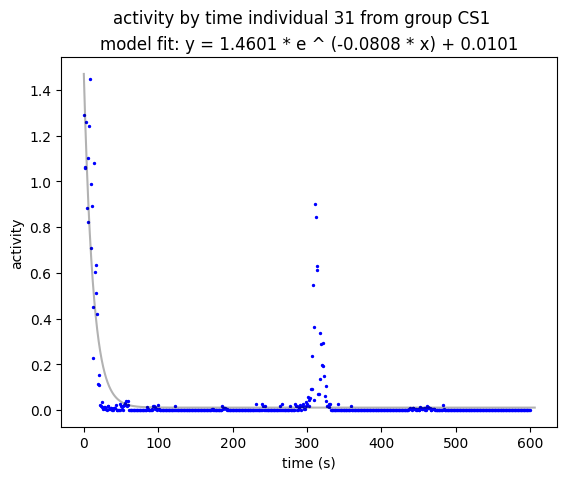 activity by time individual 31 from group CS1
model fit: y = 1.4601 * e ^ (-0.0808 * x) + 0.0101
1.4
1.2
1.0
0.8
0.6
0.4
0.2
0.0
activity
0 100 200 300 400 500 600
time (s)